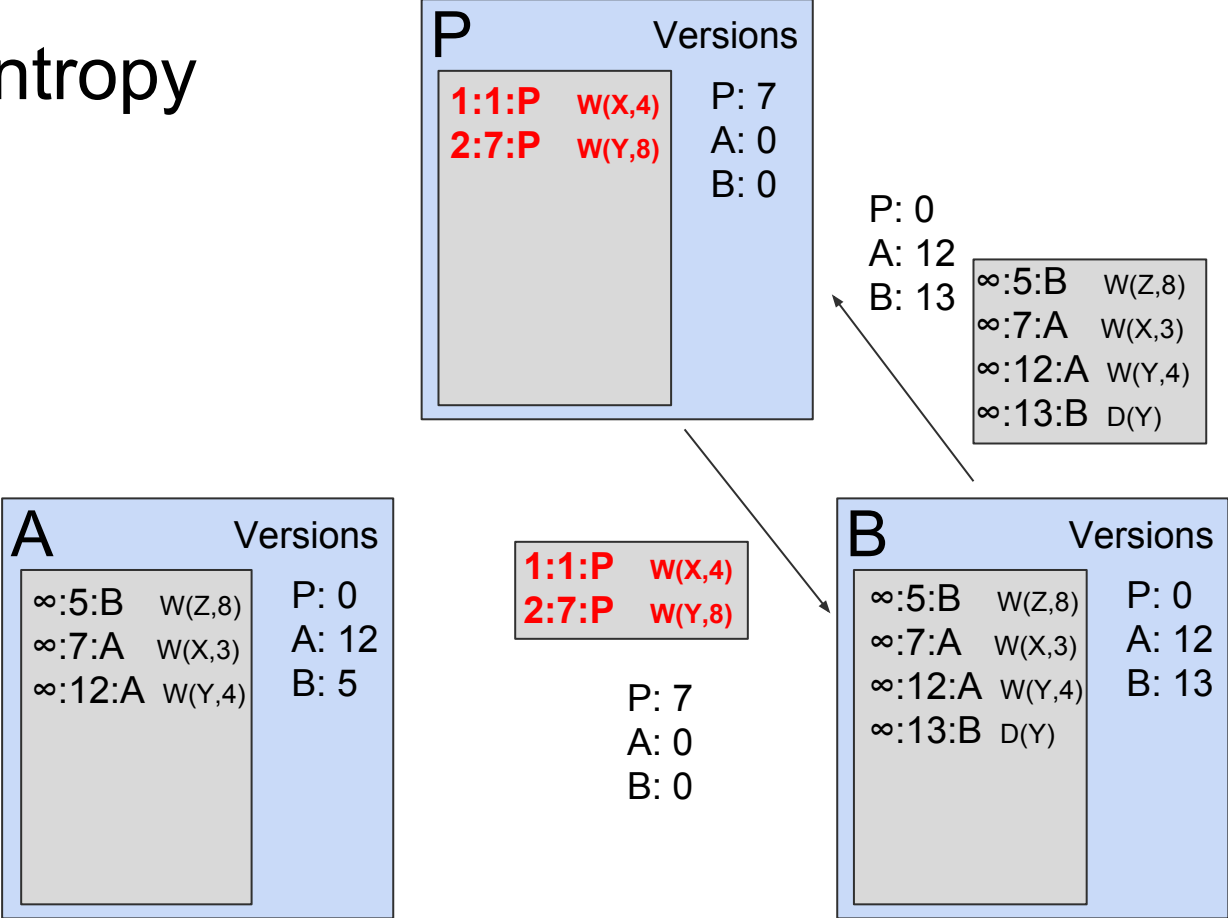 ntropy
P Versions
1:1:P W(X,4)
2:7:P W(Y,8)
P: 7
A: 0
B: 0
P: 0
A: 12
B: 13
∞:5:B W(Z,8)
∞:7:A W(X,3)
∞:12:A W(Y,4)
∞:13:B D(Y)
A Versions
∞:5:B W(Z,8)
∞:7:A W(X,3)
∞:12:A W(Y,4)
P: 0
A: 12
B: 5
1:1:P W(X,4)
2:7:P W(Y,8)
P: 7
A: 0
B: 0
B Versions
∞:5:B W(Z,8)
∞:7:A W(X,3)
∞:12:A W(Y,4)
∞:13:B D(Y)
P: 0
A: 12
B: 13